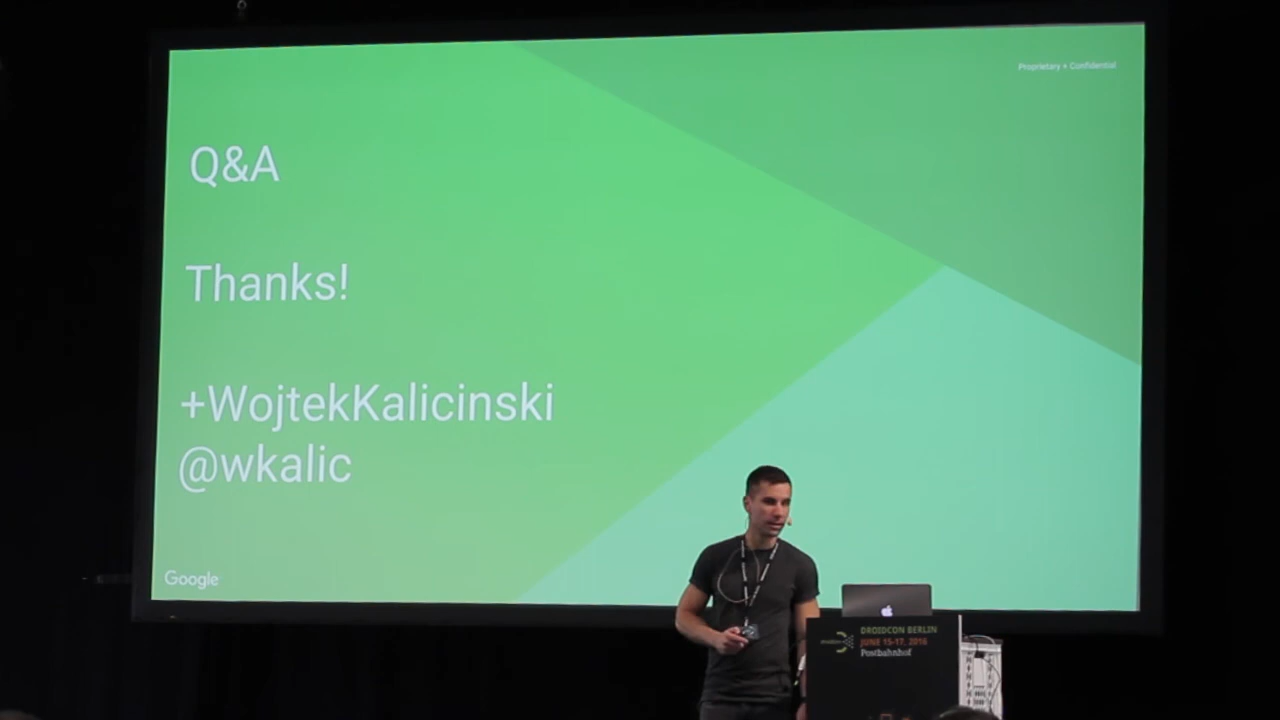 Proprietary + Confidential
Q&A
Thanks!
+WojtekKalicinski
@wkalic
Google
DROIDCON BERLIN
JUNE 15-17, 2016
Postbahnhof